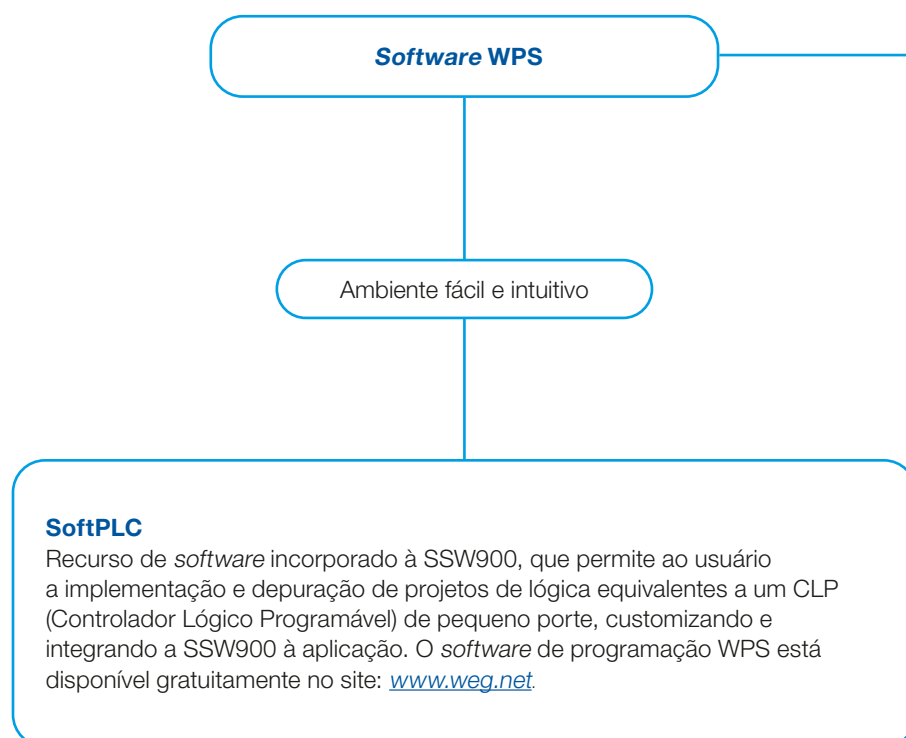 Software WPS
Ambiente fácil e intuitivo
SoftPLC
Recurso de software incorporado à SSW900, que permite ao usuário
a implementação e depuração de projetos de lógica equivalentes a um CLP
(Controlador Lógico Programável) de pequeno porte, customizando e
integrando a SSW900 à aplicação. O software de programação WPS está
disponível gratuitamente no site: www.weg.net.